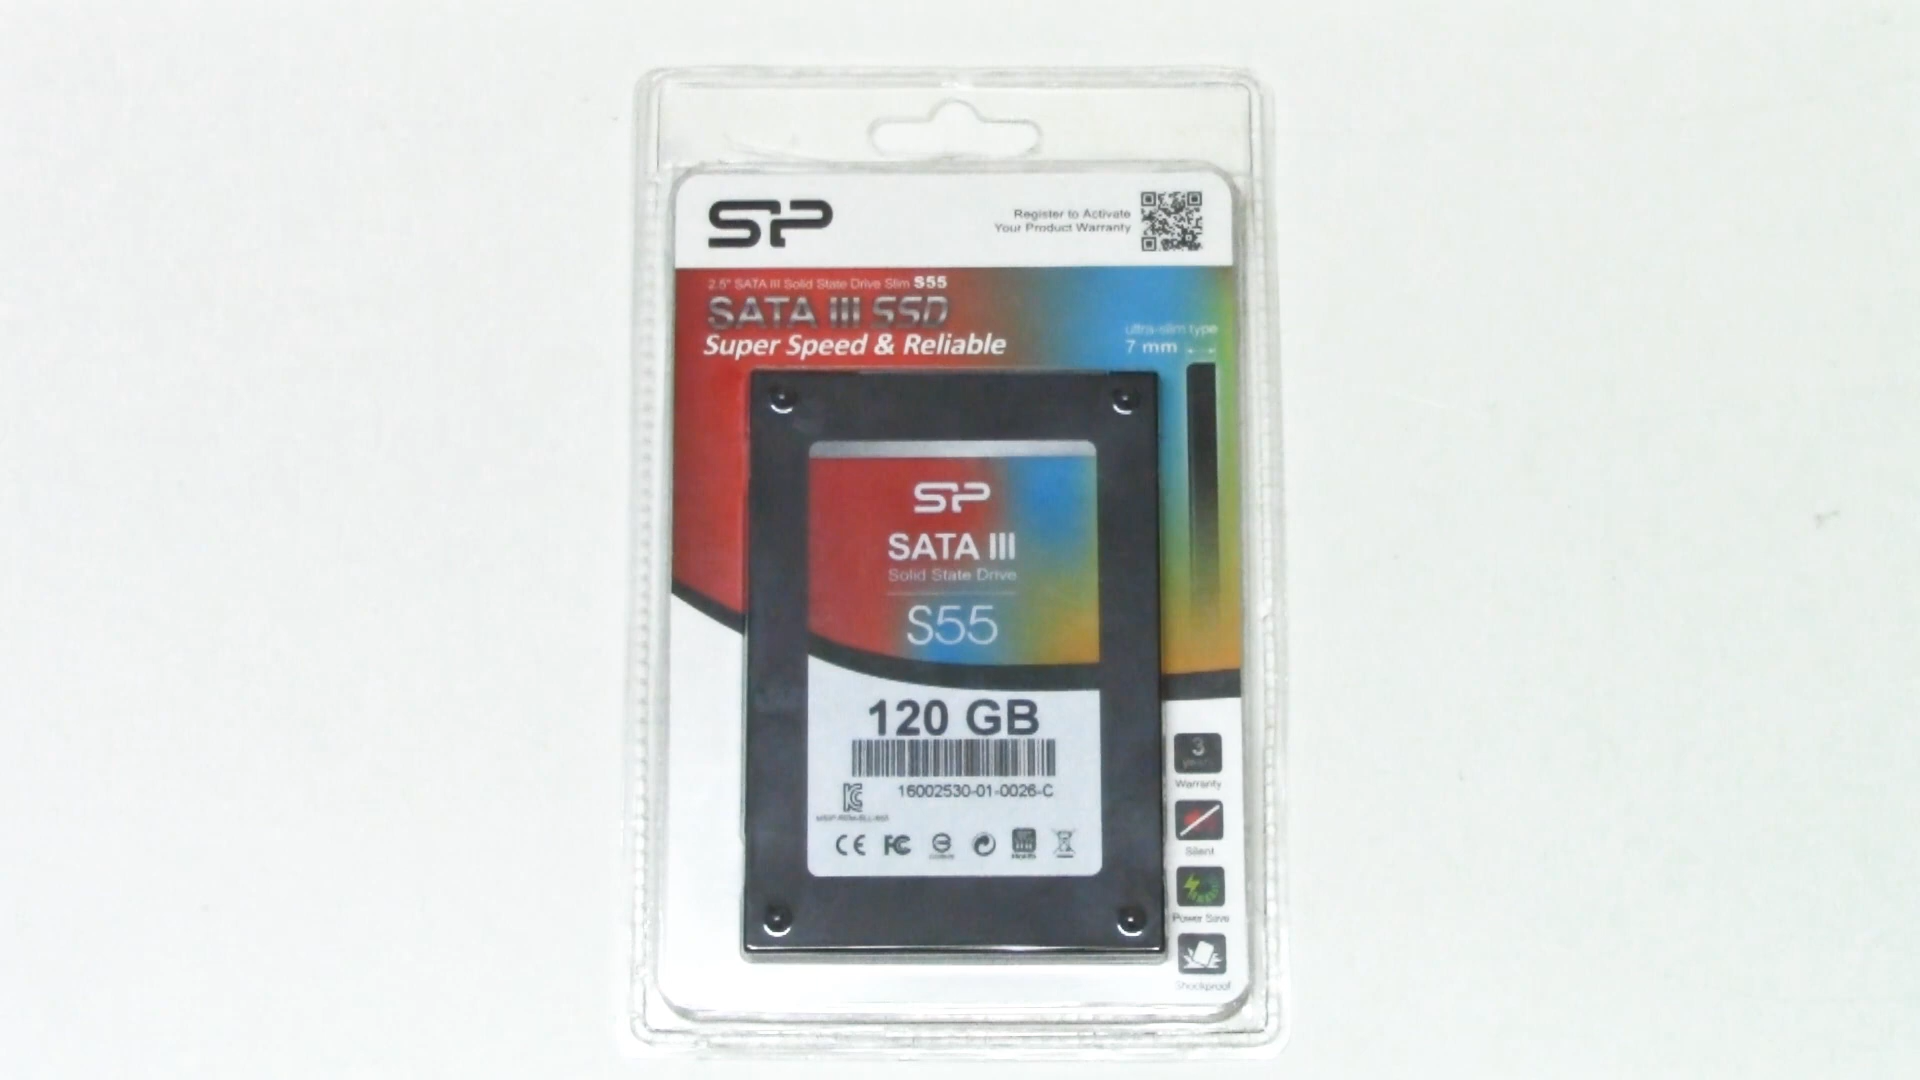 SP
Register to Activate
Your Product Warranty
2.5" SATA III Solid State Drive Slim S55
SATA III SSD
Super Speed & Reliable
ultra-slim type
7 mm
SP
SATA III
Solid State Drive
S55
120 GB
16002530-01-0026-C
CE FC
3
years
Warranty
Silent
Power Save
Shockproof